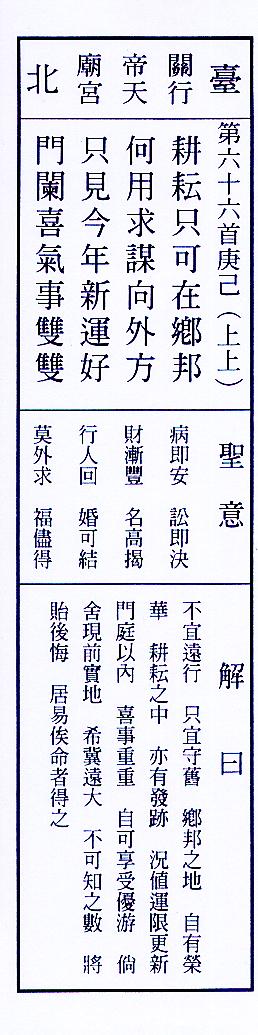 臺北
行天宮
關帝廟
第六十六首庚己(上上)
耕耘只可在鄉邦
何用求謀向外方
只見今年新運好
門闌喜氣事雙雙
聖意
病即安 訟即決
財漸豐 名高揭
行人回 婚可結
莫外求 福儘得
解曰
不宜遠行 只宜守舊 鄉邦之地 自有榮
華 耕耘之中 亦有發跡 況値運限更新
門庭以內 喜事重重 自可享受優游 倘
舍現前實地 希冀遠大 不可知之數 將
貽後悔 居易俟命者得之